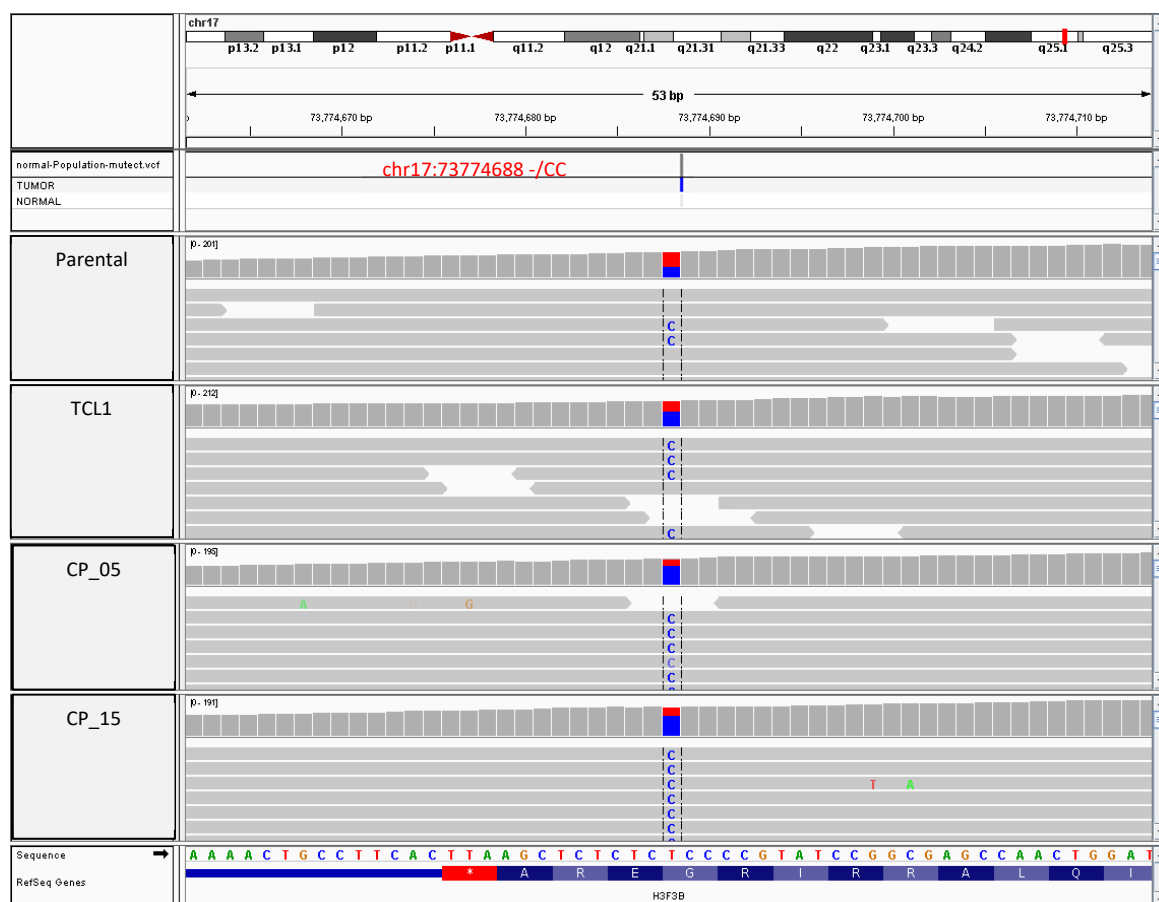 chr17
p13.2 p13.1 p12 p11.2 p11.1 q11.2 q12 q21.1 q21.31 q21.33 q22 q23.1 q23.3 q24.2 q25.1 q25.3
53 bp
73,774,670 bp 73,774,680 bp 73,774,690 bp 73,774,700 bp 73,774,710 bp
normal-Population-mutect.vcf
chr17:73774688 -/CC
TUMOR
NORMAL
Parental
[0 - 201]
C
C
TCL1
[0 - 212]
C
C
C
C
CP_05
[0 - 195]
A G
C
C
C
C
C
CP_15
[0 - 191]
C
C
C T A
C
C
C
Sequence
A A A A C T G C C T T C A C T T A A G C T C T C T C T C C C C G T A T C C G G C G A G C C A A C T G G A T
RefSeq Genes
* A R E G R I R R A L Q I
H3F3B